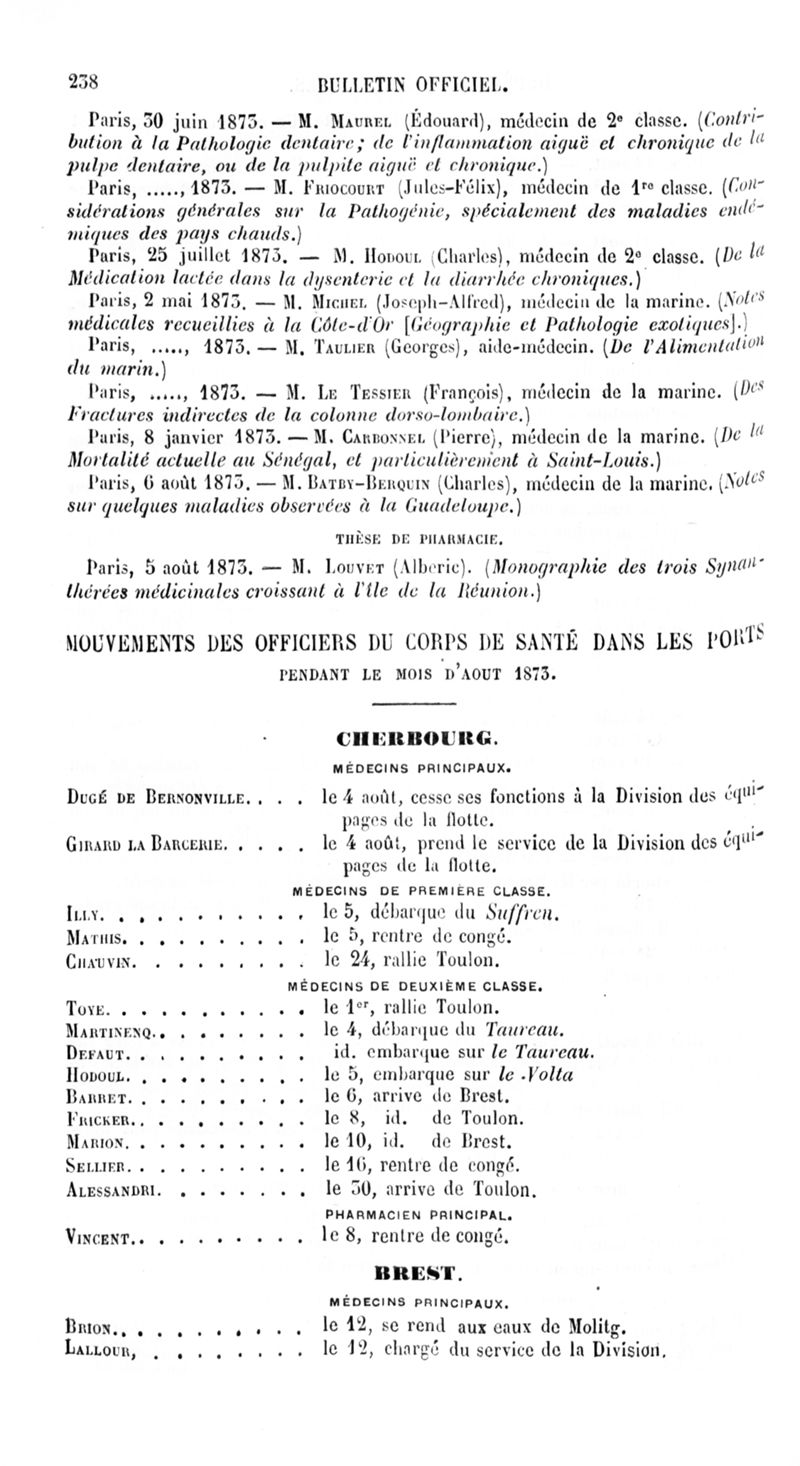 238 BULLETIN OFFICIEL.
Paris, 30 juin 1873. — M. Maurel (Édouard), médecin de 2e classe. (Contri-
bution à la Pathologie dentaire; de l'inflammation aiguë et chronique de la
pulpe dentaire, ou de la pulpite aiguë et chronique.)
Paris, ....., 1873. — M. Friocourt (Jules-Félix), médecin de 1re classe. (Con-
sidérations générales sur la Pathogénie, spécialement des maladies endé-
miques des pays chauds.)
Paris, 25 juillet 1873. — M. Hodoul (Charles), médecin de 2e classe. (De la
Médication lactée dans la dysenterie et la diarrhée chroniques.)
Paris, 2 mai 1873. — M. Michel (Joseph-Alfred), médecin de la marine. (Notes
médicales recueillies à la Côte-d'Or [Géographie et Pathologie exotiques].)
Paris, ....., 1873. — M. Taulier (Georges), aide-médecin. (De l'Alimentation
du marin.)
Paris, ....., 1873. — M. Le Tessier (François), médecin de la marine. (Des
Fractures indirectes de la colonne dorso-lombaire.)
Paris, 8 janvier 1873. — M. Carbonnel (Pierre), médecin de la marine. (De la
Mortalité actuelle au Sénégal, et particulièrement à Saint-Louis.)
Paris, 6 août 1873. — M. Batby-Berquin (Charles), médecin de la marine. (Notes
sur quelques maladies observées à la Guadeloupe.)
THÈSE DE PHARMACIE.
Paris, 5 août 1873. — M. Louvet (Alberic). (Monographie des trois Synan-
thérées médicinales croissant à l'île de la Réunion.)
MOUVEMENTS DES OFFICIERS DU CORPS DE SANTÉ DANS LES PORTS
PENDANT LE MOIS D'AOUT 1873.
CHERBOURG.
MÉDECINS PRINCIPAUX.
Dugé de Bernonville. . . . le 4 août, cesse ses fonctions à la Division des équi-
pages de la flotte.
Girard la Barcerie. . . . . le 4 août, prend le service de la Division des équi-
pages de la flotte.
MÉDECINS DE PREMIÈRE CLASSE.
Illy. . . . . . . . . . . le 5, débarque du Suffren.
Mathis. . . . . . . . . . le 5, rentre de congé.
Chauvin. . . . . . . . . le 24, rallie Toulon.
MÉDECINS DE DEUXIÈME CLASSE.
Toye. . . . . . . . . . . le 1er, rallie Toulon.
Martinenq. . . . . . . . . le 4, débarque du Taureau.
Defaut. . . . . . . . . . id. embarque sur le Taureau.
Hodoul. . . . . . . . . . le 5, embarque sur le Volta
Barret. . . . . . . . . . le 6, arrive de Brest.
Fricker. . . . . . . . . . le 8, id. de Toulon.
Marion. . . . . . . . . . le 10, id. de Brest.
Sellier. . . . . . . . . . le 16, rentre de congé.
Alessandri. . . . . . . . le 30, arrive de Toulon.
PHARMACIEN PRINCIPAL.
Vincent. . . . . . . . . . le 8, rentre de congé.
BREST.
MÉDECINS PRINCIPAUX.
Brion. . . . . . . . . . . le 12, se rend aux eaux de Molitg.
Lallour, . . . . . . . . le 12, chargé du service de la Division.